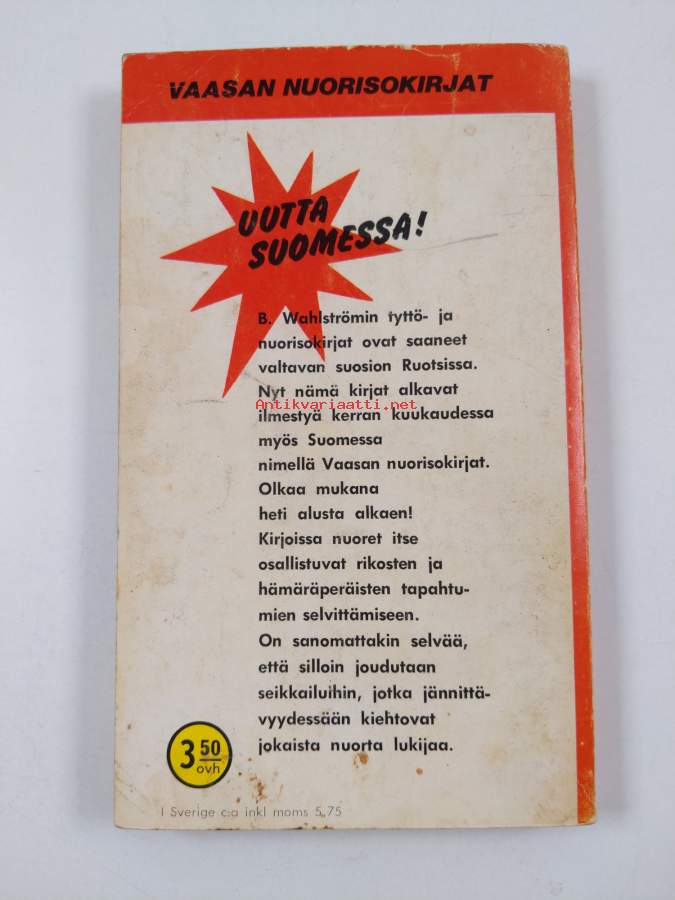 VAASAN NUORISOKIRJAT
UUTTA
SUOMESSA!
B. Wahlströmin tyttö- ja
nuorisokirjat ovat saaneet
valtavan suosion Ruotsissa.
Nyt nämä kirjat alkavat
Antikvariaatti.net
ilmestyä kerran kuukaudessa
myös Suomessa
nimellä Vaasan nuorisokirjat.
Olkaa mukana
heti alusta alkaen!
Kirjoissa nuoret itse
osallistuvat rikosten ja
hämäräperäisten tapahtu-
mien selvittämiseen.
On sanomattakin selvää,
että silloin joudutaan
seikkailuihin, jotka jännittä-
vyydessään kiehtovat
jokaista nuorta lukijaa.
3 50
ovh
I Sverige c:a inkl moms 5,75